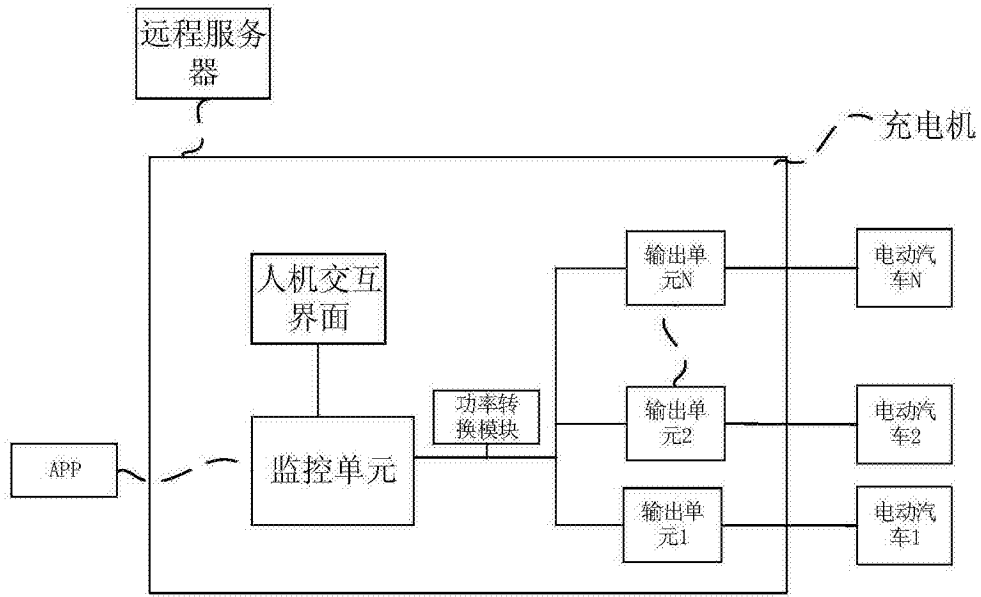 远程服务
器
充电机
人机交互
界面
输出单
元N
电动汽
车N
功率转
换模块
输出单
元2
电动汽
车2
APP
监控单元
输出单
元1
电动汽
车1